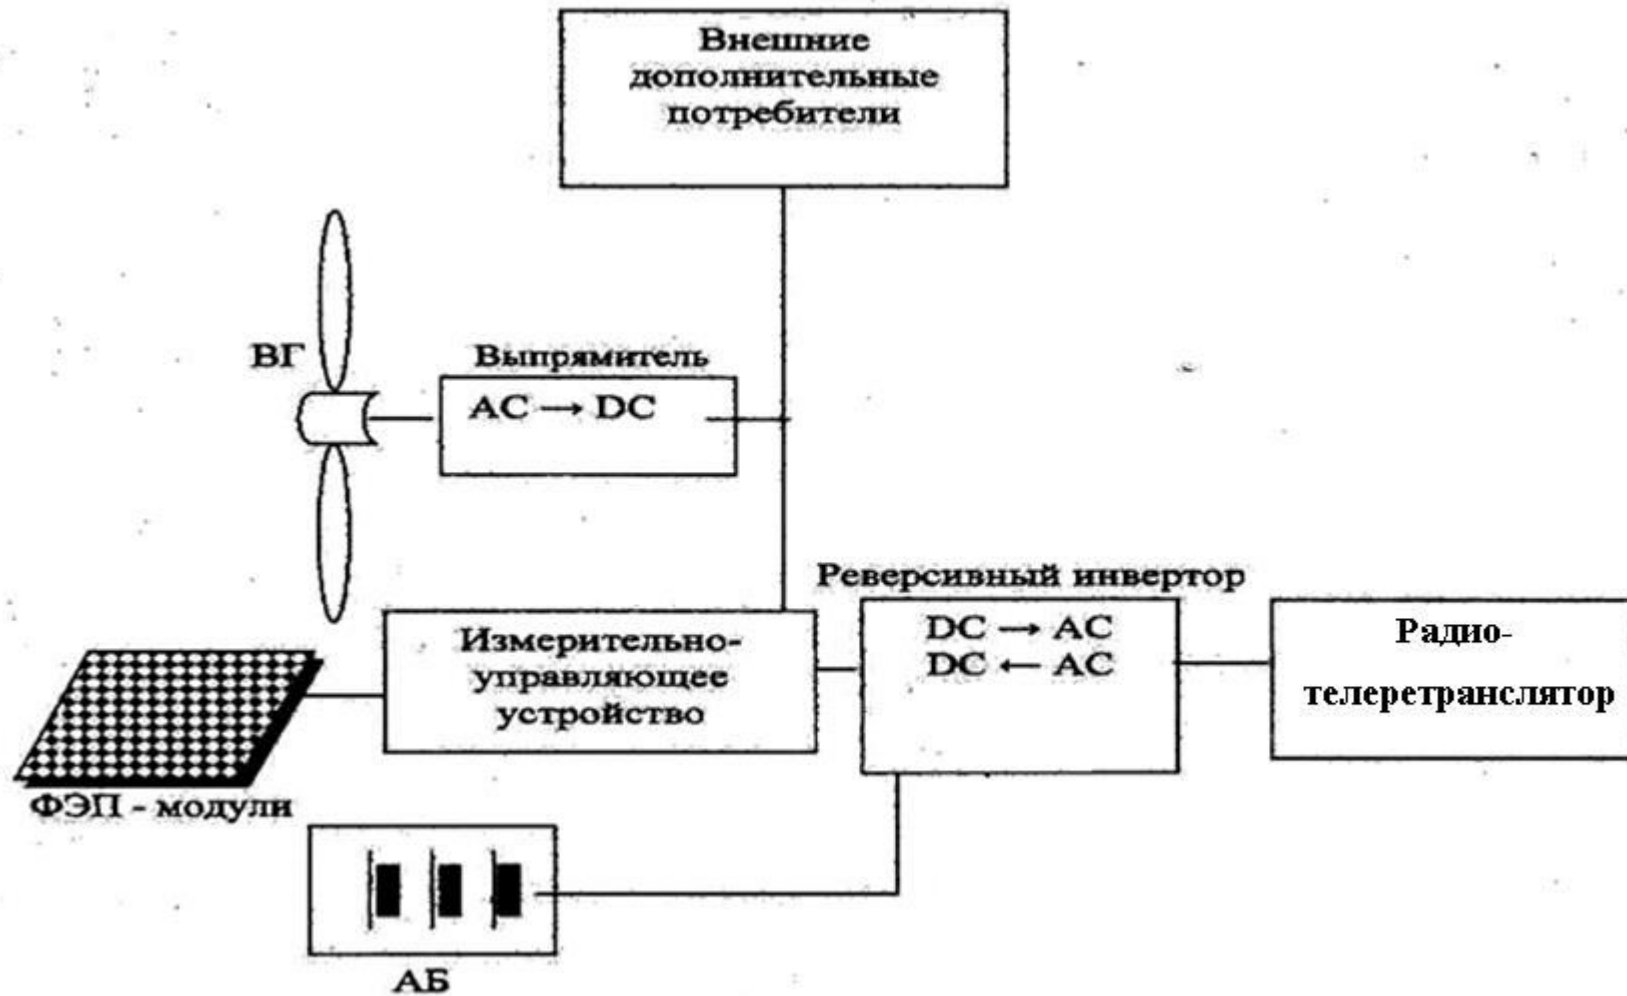 Внешние
дополнительные
потребители
ВГ
Выпрямитель
AC → DC
Реверсивный инвертор
DC → AC
DC ← AC
Измерительно-
управляющее
устройство
Радио-
телеретранслятор
ФЭП - модули
АБ